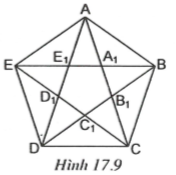 A
E₁ A₁
E B
D₁ B₁
C₁
D C
Hình 17.9